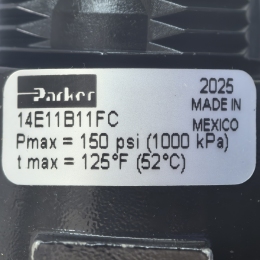 Parker
2025
MADE IN
MEXICO
14E11B11FC
Pmax = 150 psi (1000 kPa)
t max = 125°F (52°C)